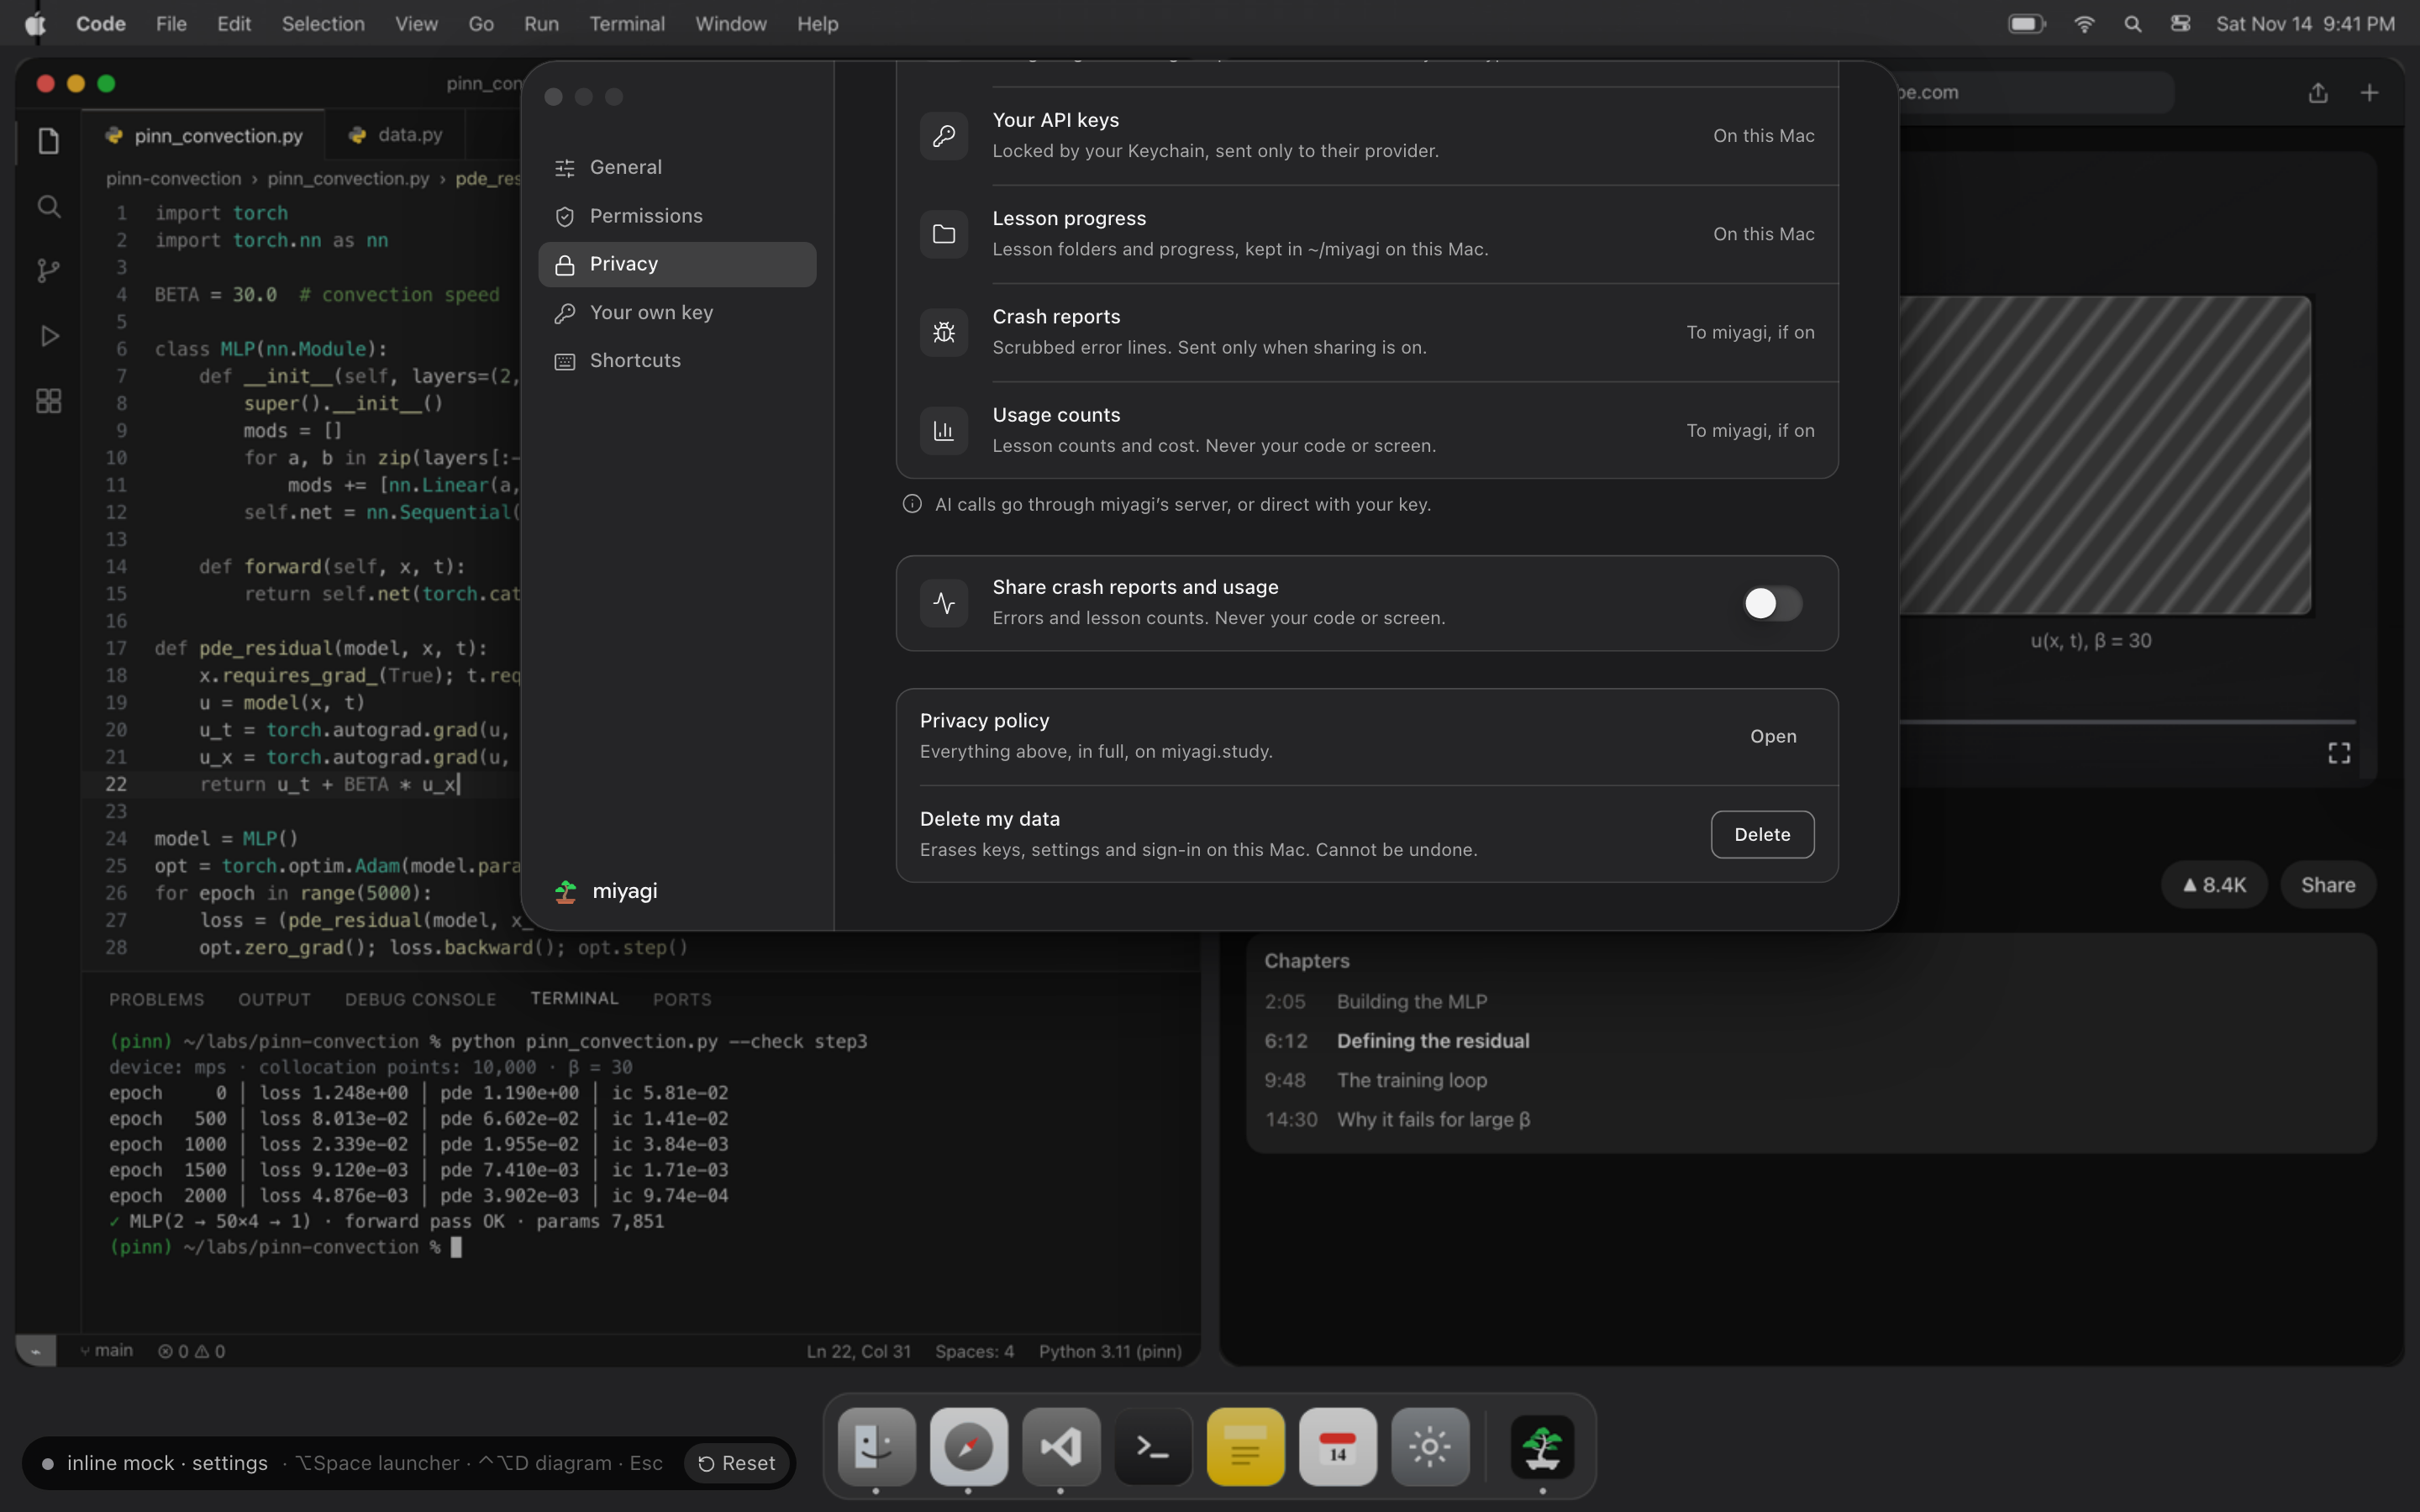 Code File Edit Selection View Go Run Terminal Window Help
Sat Nov 14 9:41 PM
pinn_con
pinn_convection.py
data.py
pinn-convection › pinn_convection.py › pde_res
1 import torch
2 import torch.nn as nn
3
4 BETA = 30.0 # convection speed
5
6 class MLP(nn.Module):
7 def __init__(self, layers=(2,
8 super().__init__()
9 mods = []
10 for a, b in zip(layers[:-
11 mods += [nn.Linear(a,
12 self.net = nn.Sequential(
13
14 def forward(self, x, t):
15 return self.net(torch.cat
16
17 def pde_residual(model, x, t):
18 x.requires_grad_(True); t.req
19 u = model(x, t)
20 u_t = torch.autograd.grad(u,
21 u_x = torch.autograd.grad(u,
22 return u_t + BETA * u_x
23
24 model = MLP()
25 opt = torch.optim.Adam(model.para
26 for epoch in range(5000):
27 loss = (pde_residual(model, x_
28 opt.zero_grad(); loss.backward(); opt.step()
PROBLEMS OUTPUT DEBUG CONSOLE TERMINAL PORTS
(pinn) ~/labs/pinn-convection % python pinn_convection.py --check step3
device: mps · collocation points: 10,000 · β = 30
epoch 0 │ loss 1.248e+00 │ pde 1.190e+00 │ ic 5.81e-02
epoch 500 │ loss 8.013e-02 │ pde 6.602e-02 │ ic 1.41e-02
epoch 1000 │ loss 2.339e-02 │ pde 1.955e-02 │ ic 3.84e-03
epoch 1500 │ loss 9.120e-03 │ pde 7.410e-03 │ ic 1.71e-03
epoch 2000 │ loss 4.876e-03 │ pde 3.902e-03 │ ic 9.74e-04
✓ MLP(2 → 50×4 → 1) · forward pass OK · params 7,851
(pinn) ~/labs/pinn-convection %
main 0 0
Ln 22, Col 31 Spaces: 4 Python 3.11 (pinn)
General
Permissions
Privacy
Your own key
Shortcuts
miyagi
Your API keys
Locked by your Keychain, sent only to their provider.
On this Mac
Lesson progress
Lesson folders and progress, kept in ~/miyagi on this Mac.
On this Mac
Crash reports
Scrubbed error lines. Sent only when sharing is on.
To miyagi, if on
Usage counts
Lesson counts and cost. Never your code or screen.
To miyagi, if on
AI calls go through miyagi’s server, or direct with your key.
Share crash reports and usage
Errors and lesson counts. Never your code or screen.
Privacy policy
Everything above, in full, on miyagi.study.
Open
Delete my data
Erases keys, settings and sign-in on this Mac. Cannot be undone.
Delete
be.com
u(x, t), β = 30
▲ 8.4K
Share
Chapters
2:05 Building the MLP
6:12 Defining the residual
9:48 The training loop
14:30 Why it fails for large β
inline mock · settings · ⌥Space launcher · ^⌥D diagram · Esc
Reset
14